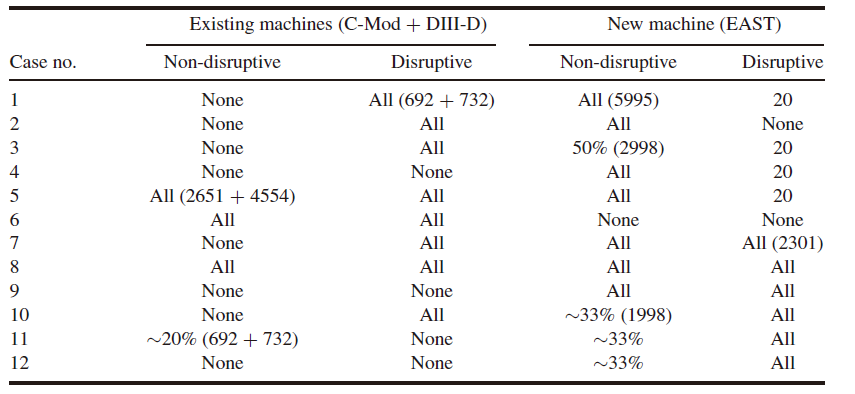 Existing machines (C-Mod + DIII-D) New machine (EAST)
Case no. Non-disruptive Disruptive Non-disruptive Disruptive
1 None All (692 + 732) All (5995) 20
2 None All All None
3 None All 50% (2998) 20
4 None None All 20
5 All (2651 + 4554) All All 20
6 All All None None
7 None All All All (2301)
8 All All All All
9 None None All All
10 None All ∼33% (1998) All
11 ∼20% (692 + 732) None ∼33% All
12 None None ∼33% All